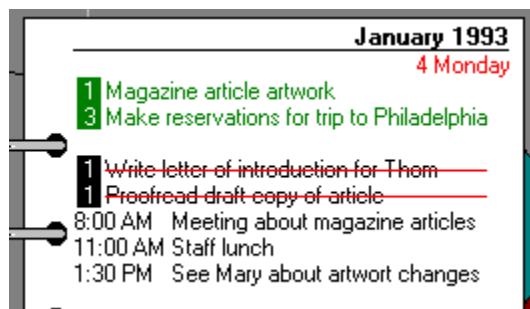 January 1993
4 Monday
1 Magazine article artwork
3 Make reservations for trip to Philadelphia
1 Write letter of introduction for Thom
1 Proofread draft copy of article
8:00 AM Meeting about magazine articles
11:00 AM Staff lunch
1:30 PM See Mary about artwort changes